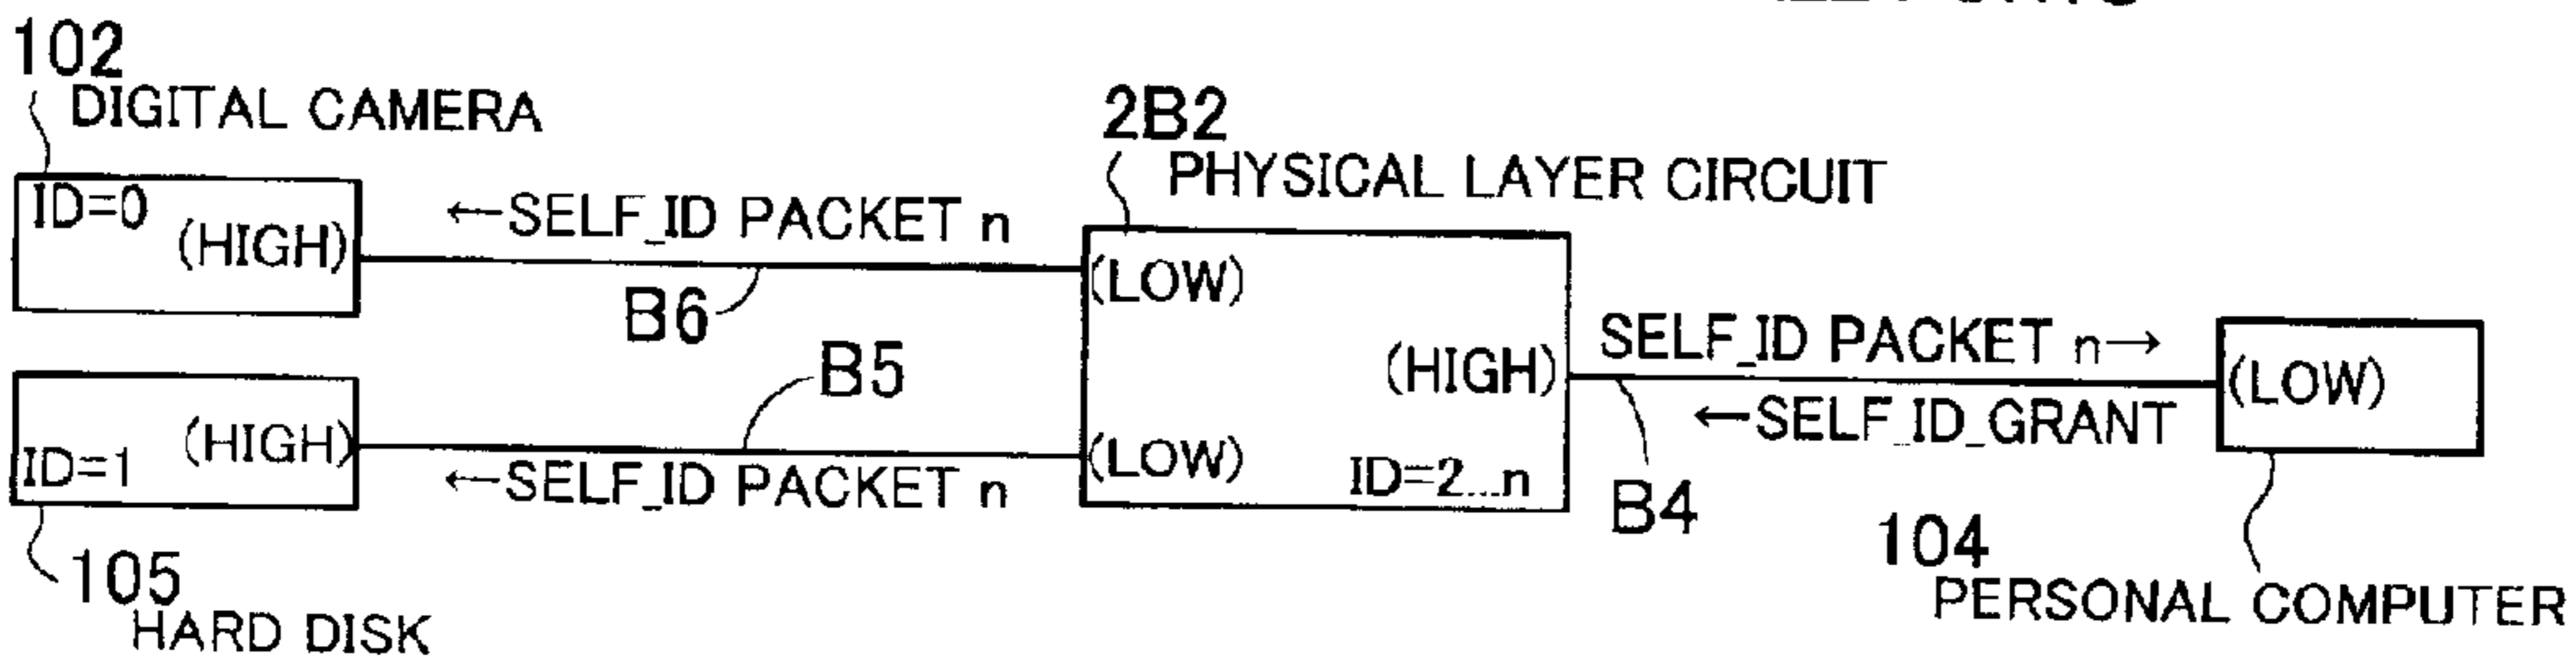 102
DIGITAL CAMERA
ID=0
(HIGH)
←SELF_ID PACKET n
B6
2B2
PHYSICAL LAYER CIRCUIT
(LOW)
(HIGH)
(LOW)
ID=2...n
B5
←SELF_ID PACKET n
(HIGH)
ID=1
105
HARD DISK
SELF_ID PACKET n→
←SELF_ID_GRANT
B4
(LOW)
104
PERSONAL COMPUTER